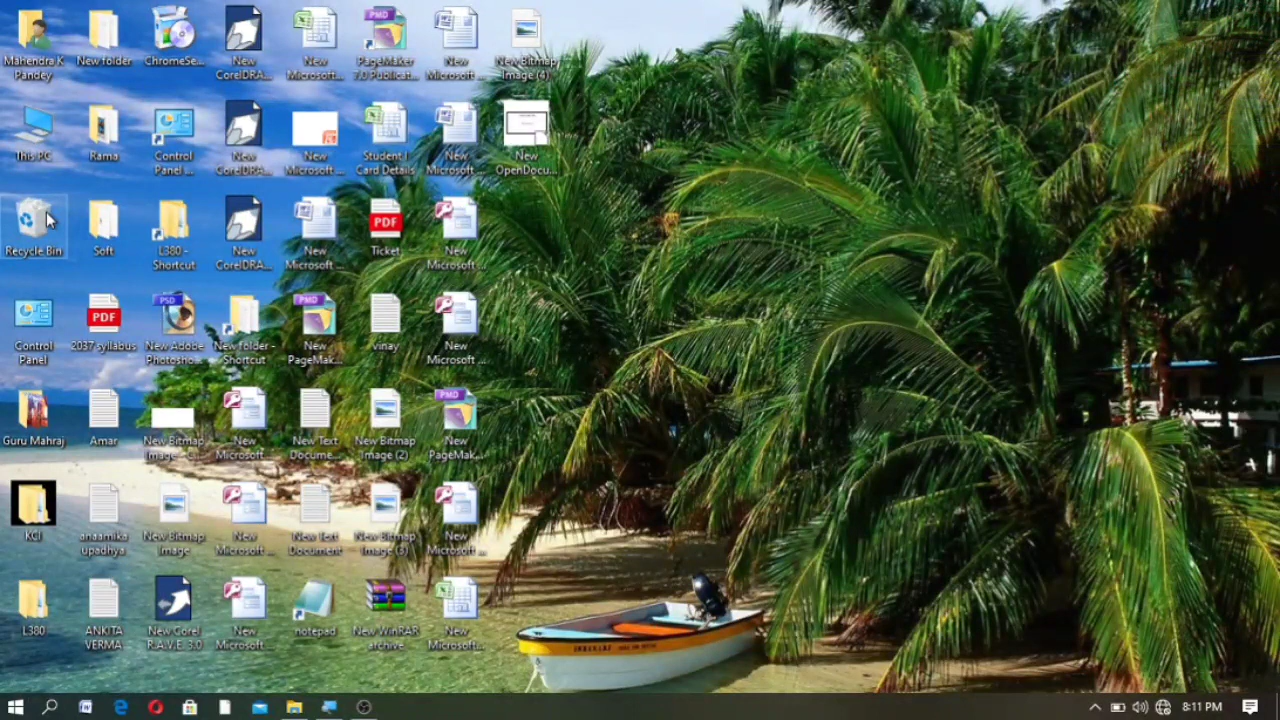 Mahendra K
Pandey
New folder
ChromeSe...
New
CorelDRA...
New
Microsoft...
PMD
PageMaker
7.0 Publicat...
New
Microsoft ...
New Bitmap
Image (4)
This PC
Rama
Control
Panel ...
New
CorelDRA...
New
Microsoft ...
Student I
Card Details
New
Microsoft ...
New
OpenDocu...
Recycle Bin
Soft
L380 -
Shortcut
New
CorelDRA...
New
Microsoft ...
PDF
Ticket
New
Microsoft ...
Control
Panel
PDF
2037-syllabus
PSD
New Adobe
Photosho...
New folder -
Shortcut
PMD
New
PageMak...
vinay
New
Microsoft ...
Guru Mahraj
Amar
New Bitmap
New
Microsoft...
New Text
Docume...
New Bitmap
Image (2)
PMD
New
PageMak...
KCI
anaamika
upadhya
New Bitmap
Image
New
Microsoft ...
New Text
Document
New Bitmap
Image (3)
New
Microsoft ...
L380
ANKITA
VERMA
New Corel
R.A.V.E. 3.0
New
Microsoft...
notepad
New WinRAR
archive
New
Microsoft...
8:11 PM